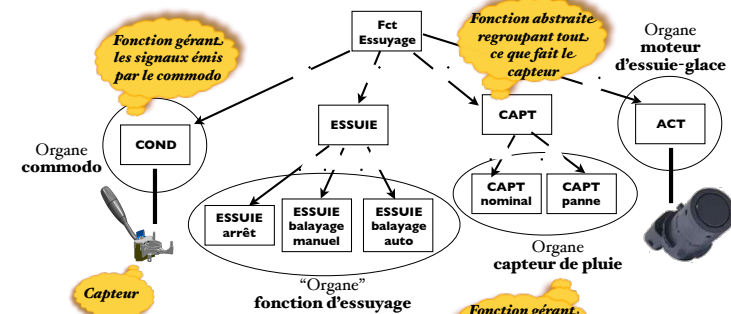 Fct
Essuyage
Fonction gérant
les signaux émis
par le commodo
Fonction abstraite
regroupant tout
ce que fait le
capteur
Organe
moteur
d'essuie-glace
COND
ESSUIE
CAPT
ACT
Organe
commodo
ESSUIE
arrêt
ESSUIE
balayage
manuel
ESSUIE
balayage
auto
CAPT
nominal
CAPT
panne
Organe
capteur de pluie
"Organe"
fonction d'essuyage
Capteur
Fonction gérant